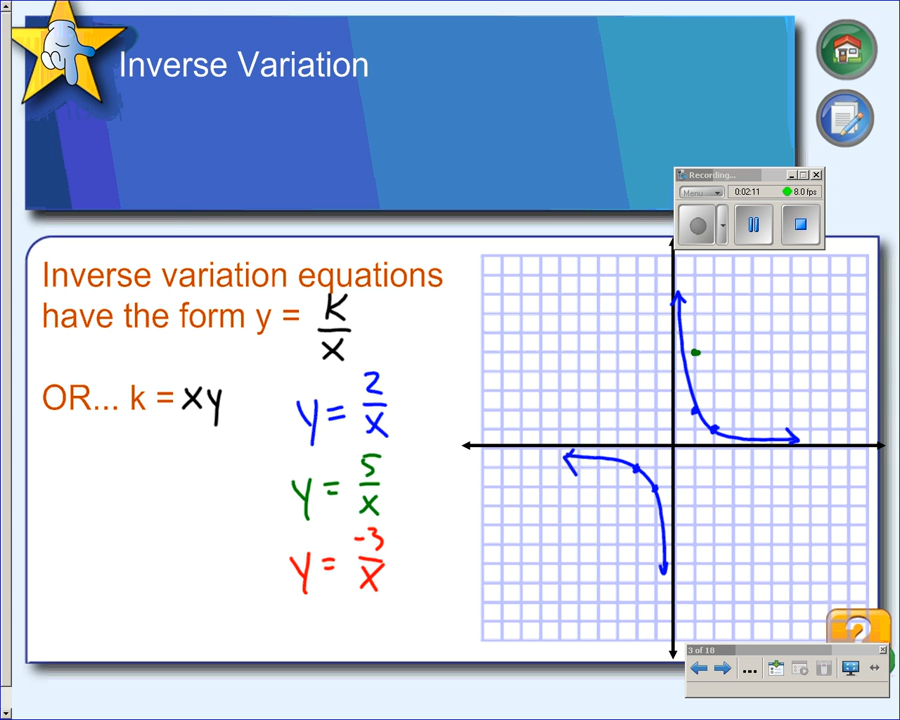 Inverse Variation
Recording...
Menu
0:02:11
8.0 fps
Inverse variation equations
have the form y = K/x
OR... k = xy
y = 2/x
y = 5/x
y = -3/x
?
3 of 18
...